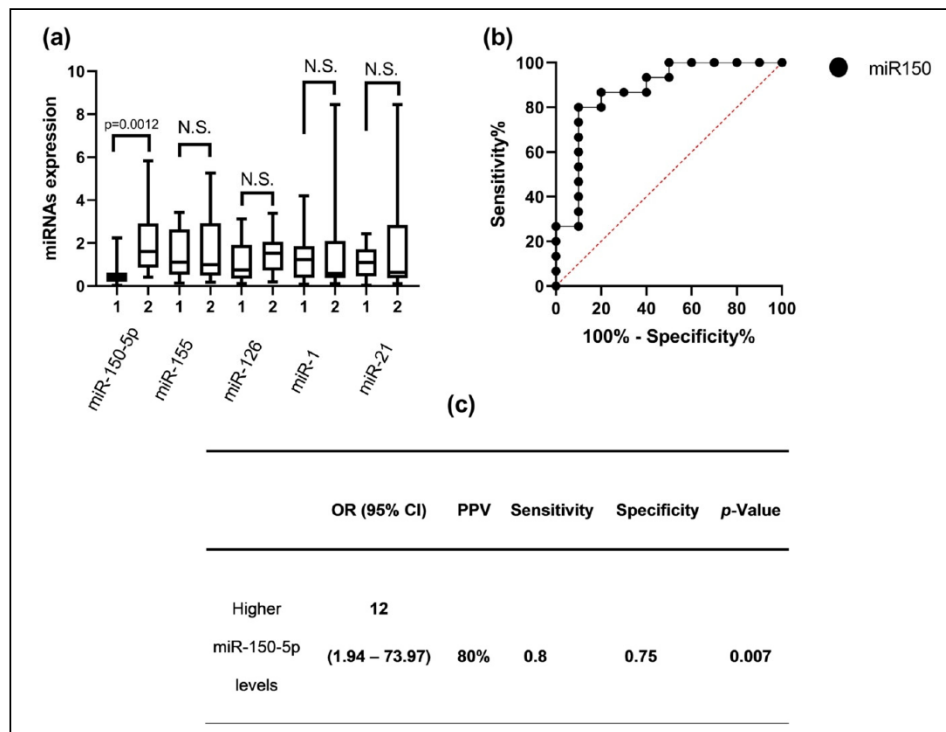 (a)
10
8
6
4
2
0
miRNAs expression
p=0.0012
N.S.
N.S.
N.S.
N.S.
1 2 1 2 1 2 1 2 1 2
miR-150-5p
miR-155
miR-126
miR-1
miR-21
(b)
100
80
60
40
20
0
Sensitivity%
0 20 40 60 80 100
100% - Specificity%
miR150
(c)
OR (95% CI) PPV Sensitivity Specificity p-Value
Higher
miR-150-5p
levels
12
(1.94 – 73.97) 80% 0.8 0.75 0.007